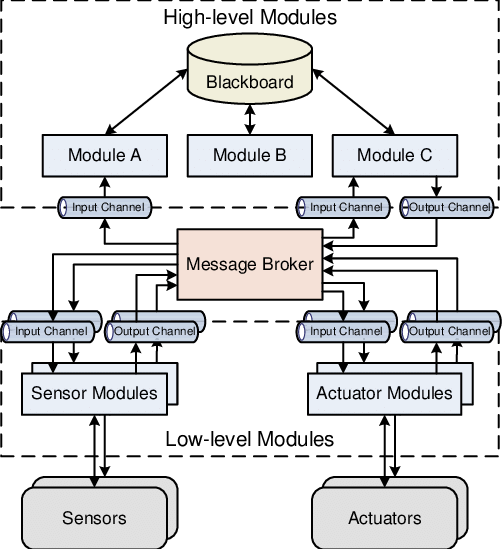 High-level Modules
Blackboard
Module A
Module B
Module C
Input Channel
Input Channel
Output Channel
Message Broker
Input Channel
Output Channel
Input Channel
Output Channel
Sensor Modules
Actuator Modules
Low-level Modules
Sensors
Actuators